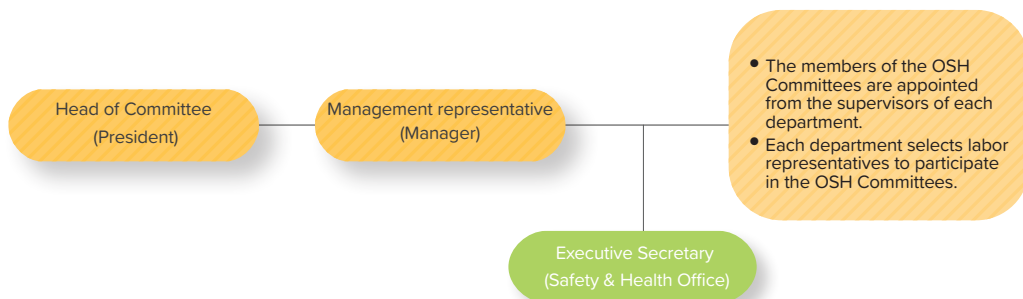 Head of Committee
(President)
Management representative
(Manager)
• The members of the OSH
Committees are appointed
from the supervisors of each
department.
• Each department selects labor
representatives to participate
in the OSH Committees.
Executive Secretary
(Safety & Health Office)